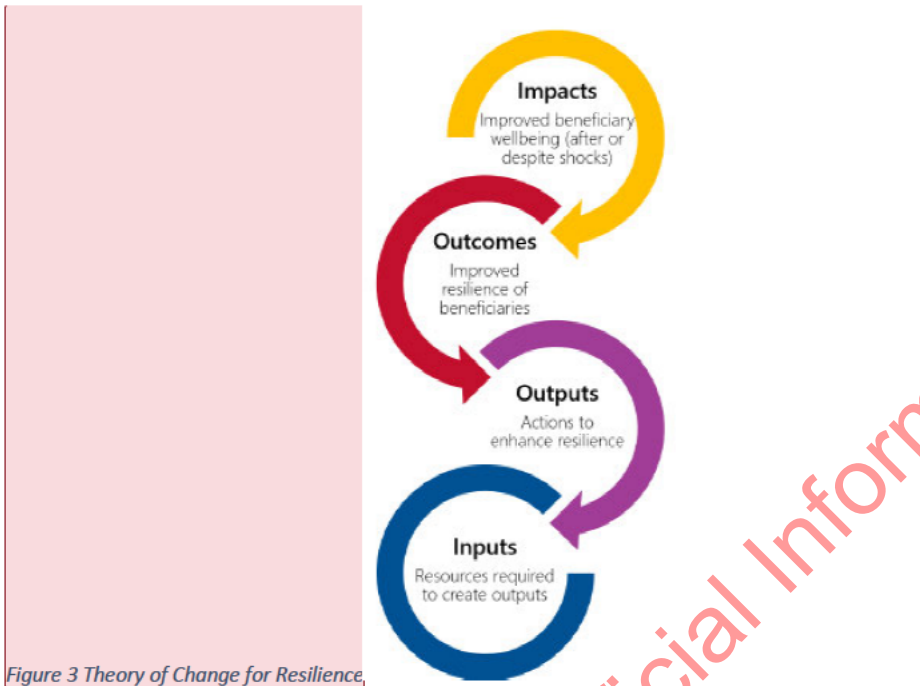 Impacts
Improved beneficiary
wellbeing (after or
despite shocks)
Outcomes
Improved
resilience of
beneficiaries
Outputs
Actions to
enhance resilience
Inputs
Resources required
to create outputs
Figure 3 Theory of Change for Resilience